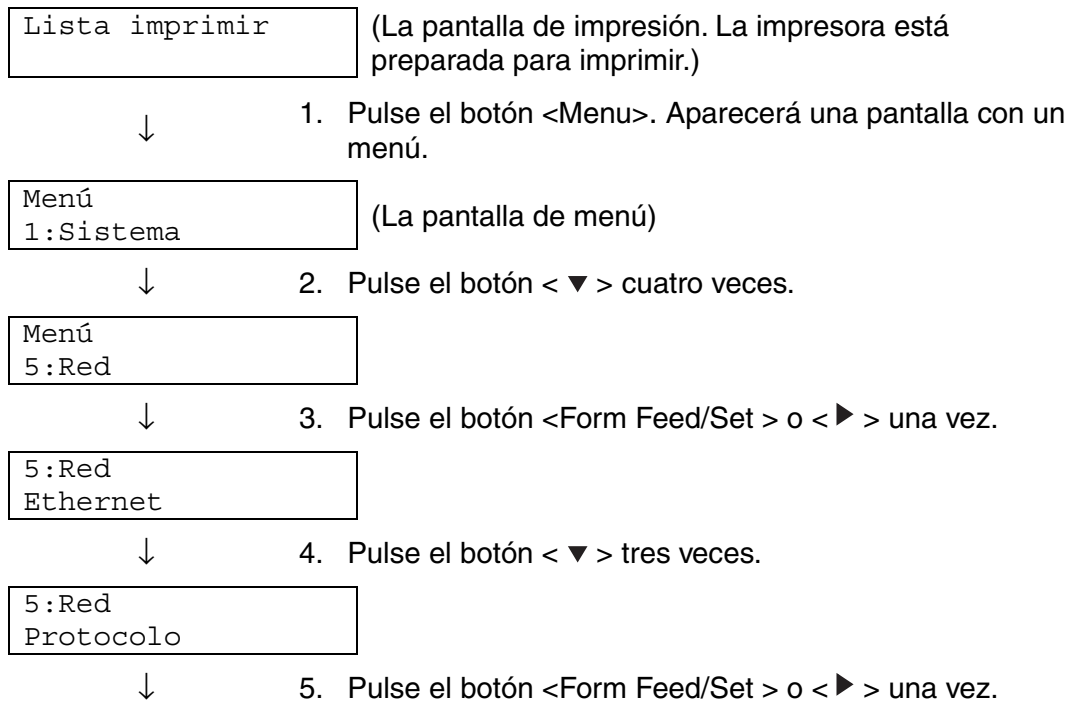 Lista imprimir
(La pantalla de impresión. La impresora está
preparada para imprimir.)
↓
1. Pulse el botón <Menu>. Aparecerá una pantalla con un
menú.
Menú
1:Sistema
(La pantalla de menú)
↓
2. Pulse el botón < ▼ > cuatro veces.
Menú
5:Red
↓
3. Pulse el botón <Form Feed/Set > o < ▶ > una vez.
5:Red
Ethernet
↓
4. Pulse el botón < ▼ > tres veces.
5:Red
Protocolo
↓
5. Pulse el botón <Form Feed/Set > o < ▶ > una vez.